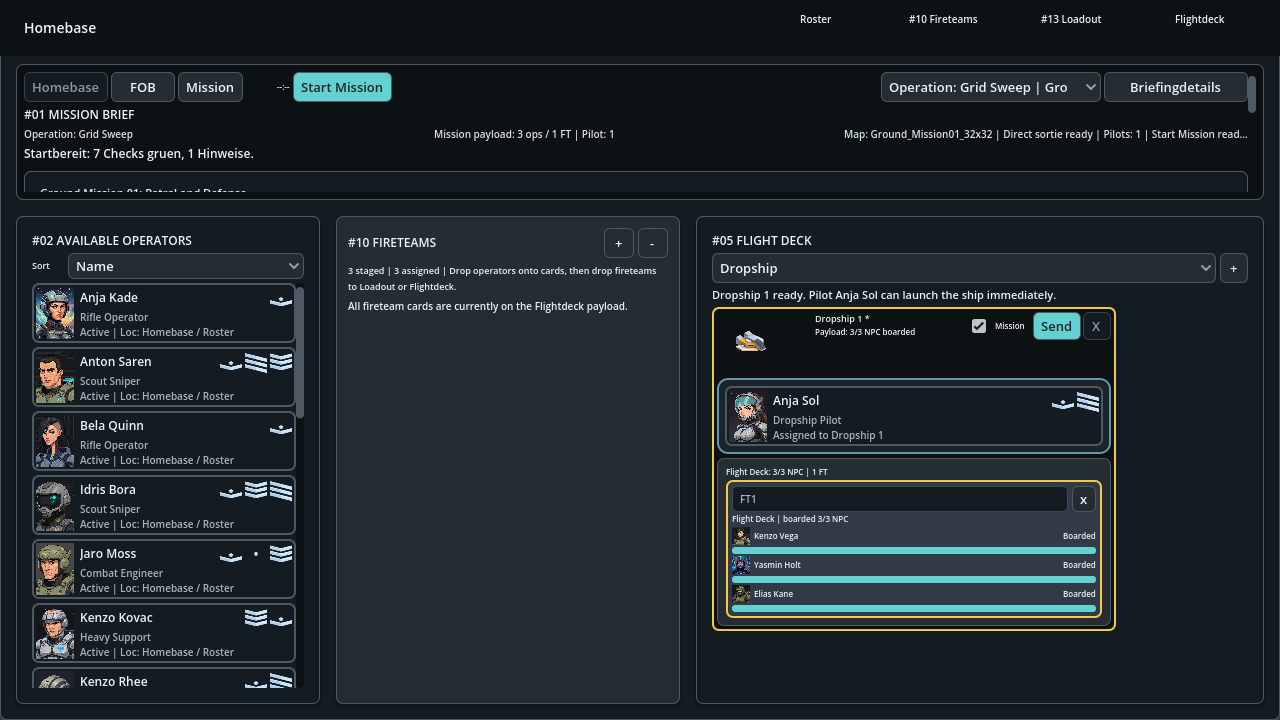 Homebase
Roster
#10 Fireteams
#13 Loadout
Flightdeck
Homebase
FOB
Mission
--:--
Start Mission
Operation: Grid Sweep | Gro
Briefingdetails
#01 MISSION BRIEF
Operation: Grid Sweep
Mission payload: 3 ops / 1 FT | Pilot: 1
Map: Ground_Mission01_32x32 | Direct sortie ready | Pilots: 1 | Start Mission read...
Startbereit: 7 Checks gruen, 1 Hinweise.
Ground Mission 01: Patrol and Defense
#02 AVAILABLE OPERATORS
Sort
Name
Anja Kade
Rifle Operator
Active | Loc: Homebase / Roster
Anton Saren
Scout Sniper
Active | Loc: Homebase / Roster
Bela Quinn
Rifle Operator
Active | Loc: Homebase / Roster
Idris Bora
Scout Sniper
Active | Loc: Homebase / Roster
Jaro Moss
Combat Engineer
Active | Loc: Homebase / Roster
Kenzo Kovac
Heavy Support
Active | Loc: Homebase / Roster
Kenzo Rhee
#10 FIRETEAMS
+
-
3 staged | 3 assigned | Drop operators onto cards, then drop fireteams
to Loadout or Flightdeck.
All fireteam cards are currently on the Flightdeck payload.
#05 FLIGHT DECK
Dropship
+
Dropship 1 ready. Pilot Anja Sol can launch the ship immediately.
Dropship 1 *
Payload: 3/3 NPC boarded
Mission
Send
X
Anja Sol
Dropship Pilot
Assigned to Dropship 1
Flight Deck: 3/3 NPC | 1 FT
FT1
x
Flight Deck | boarded 3/3 NPC
Kenzo Vega
Boarded
Yasmin Holt
Boarded
Elias Kane
Boarded